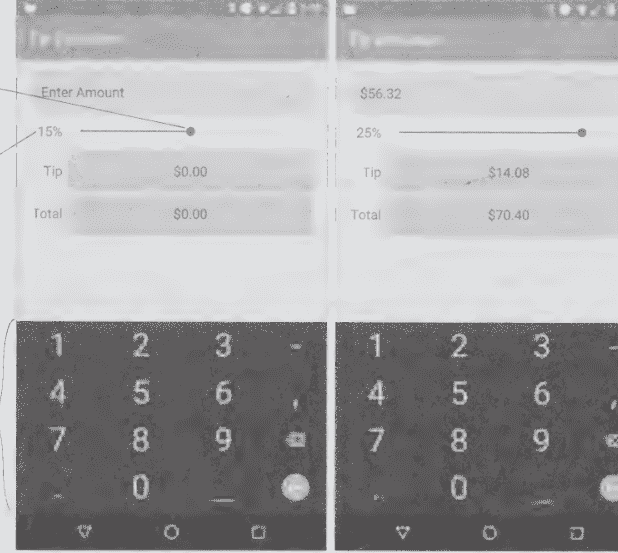 Enter Amount
15%
Tip $0.00
Total $0.00
1 2 3 -
4 5 6 ,
7 8 9
. 0 _
$56.32
25%
Tip $14.08
Total $70.40
1 2 3 -
4 5 6 ,
7 8 9
. 0 _